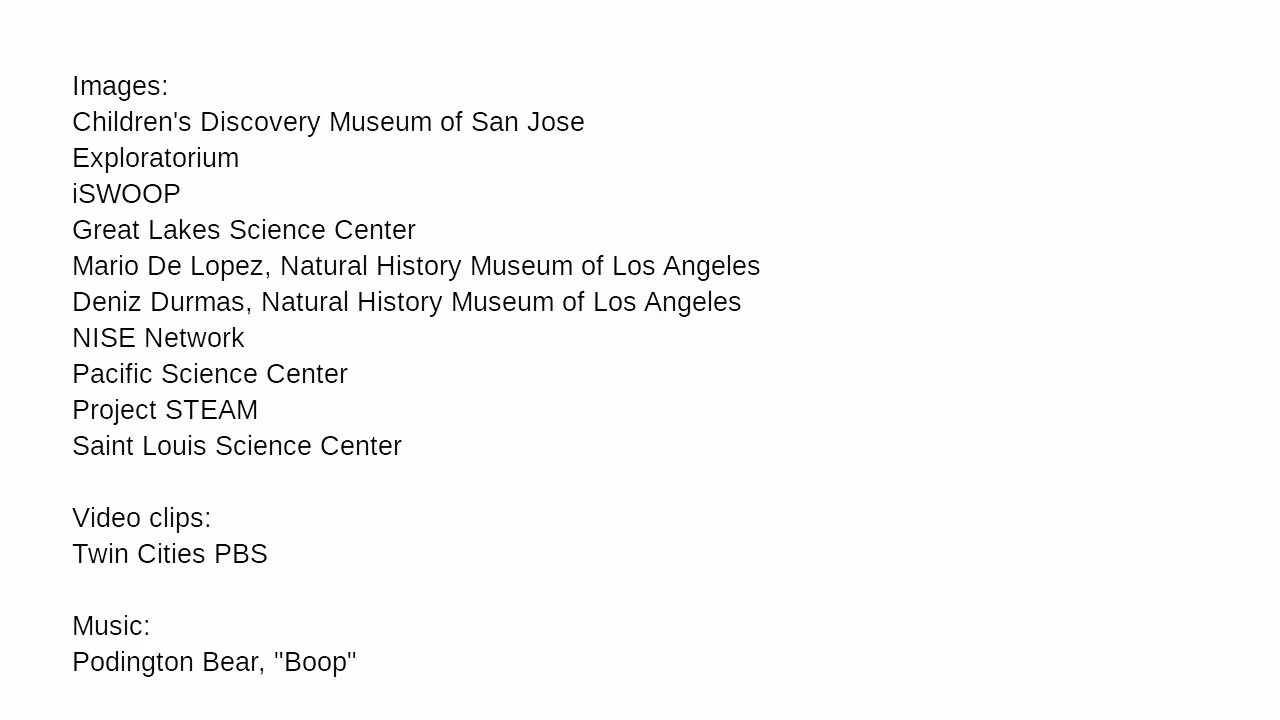 Images:
Children's Discovery Museum of San Jose
Exploratorium
iSWOOP
Great Lakes Science Center
Mario De Lopez, Natural History Museum of Los Angeles
Deniz Durmas, Natural History Museum of Los Angeles
NISE Network
Pacific Science Center
Project STEAM
Saint Louis Science Center
Video clips:
Twin Cities PBS
Music:
Podington Bear, "Boop"